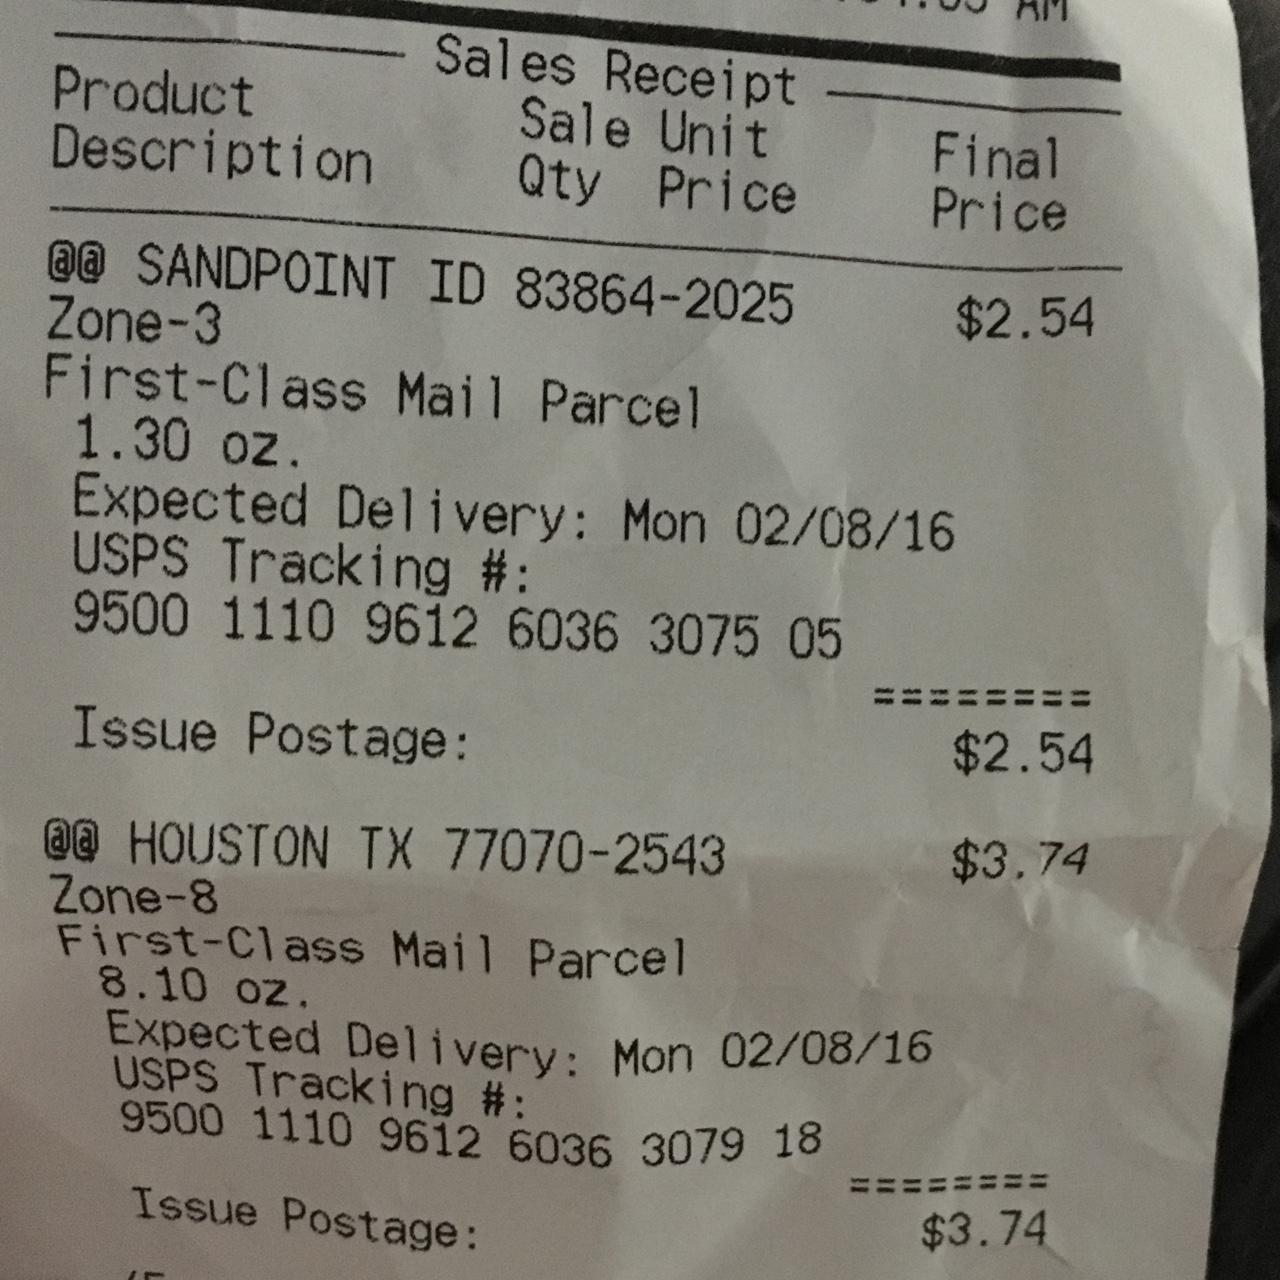 AM
Sales Receipt
Product Sale Unit Final
Description Qty Price Price
@@ SANDPOINT ID 83864-2025 $2.54
Zone-3
First-Class Mail Parcel
1.30 oz.
Expected Delivery: Mon 02/08/16
USPS Tracking #:
9500 1110 9612 6036 3075 05
========
Issue Postage: $2.54
@@ HOUSTON TX 77070-2543 $3.74
Zone-8
First-Class Mail Parcel
8.10 oz.
Expected Delivery: Mon 02/08/16
USPS Tracking #:
9500 1110 9612 6036 3079 18
========
Issue Postage: $3.74